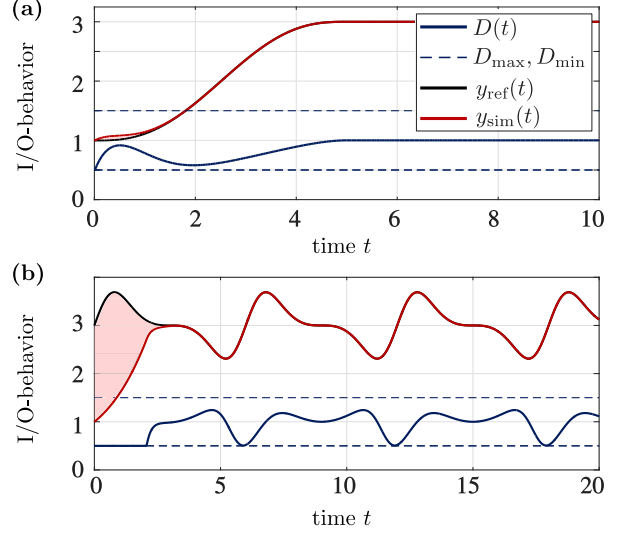 (a)
I/O-behavior
3
2
1
0
D(t)
D_max, D_min
y_ref(t)
y_sim(t)
0 2 4 6 8 10
time t
(b)
I/O-behavior
3
2
1
0
0 5 10 15 20
time t